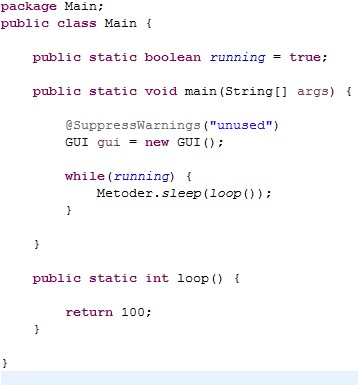 package Main;
public class Main {
public static boolean running = true;
public static void main(String[] args) {
@SuppressWarnings("unused")
GUI gui = new GUI();
while(running) {
Metoder.sleep(loop());
}
}
public static int loop() {
return 100;
}
}